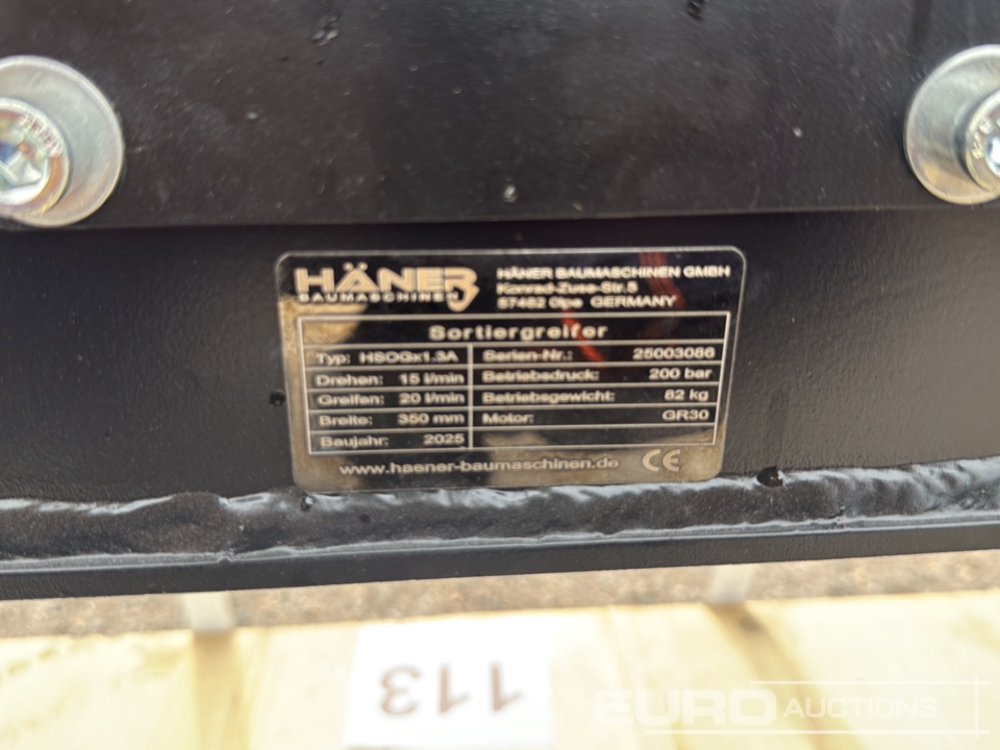 HÄNER
BAUMASCHINEN
HÄNER BAUMASCHINEN GMBH
Konrad-Zuse-Str.5
57462 Olpe GERMANY
Sortiergreifer
Typ: HSOGx1,3A Serien-Nr.: 25003086
Drehen: 15 l/min Betriebsdruck: 200 bar
Greifen: 20 l/min Betriebsgewicht: 82 kg
Breite: 350 mm Motor: GR30
Baujahr: 2025
www.haener-baumaschinen.de CE
113
EURO AUCTIONS